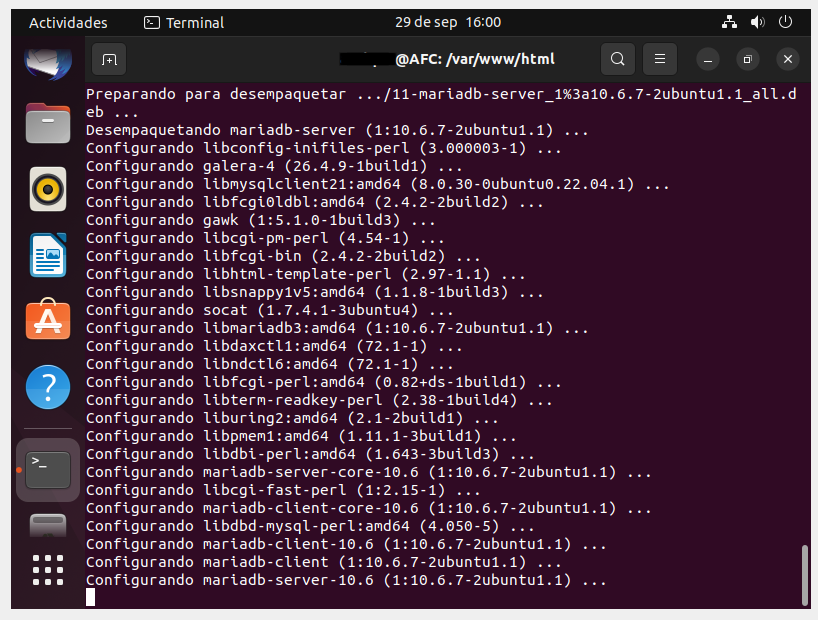 Actividades
Terminal
29 de sep 16:00
@AFC: /var/www/html
Preparando para desempaquetar .../11-mariadb-server_1%3a10.6.7-2ubuntu1.1_all.d
eb ...
Desempaquetando mariadb-server (1:10.6.7-2ubuntu1.1) ...
Configurando libconfig-inifiles-perl (3.000003-1) ...
Configurando galera-4 (26.4.9-1build1) ...
Configurando libmysqlclient21:amd64 (8.0.30-0ubuntu0.22.04.1) ...
Configurando libfcgi0ldbl:amd64 (2.4.2-2build2) ...
Configurando gawk (1:5.1.0-1build3) ...
Configurando libcgi-pm-perl (4.54-1) ...
Configurando libfcgi-bin (2.4.2-2build2) ...
Configurando libhtml-template-perl (2.97-1.1) ...
Configurando libsnappy1v5:amd64 (1.1.8-1build3) ...
Configurando socat (1.7.4.1-3ubuntu4) ...
Configurando libmariadb3:amd64 (1:10.6.7-2ubuntu1.1) ...
Configurando libdaxctl1:amd64 (72.1-1) ...
Configurando libndctl6:amd64 (72.1-1) ...
Configurando libfcgi-perl:amd64 (0.82+ds-1build1) ...
Configurando libterm-readkey-perl (2.38-1build4) ...
Configurando liburing2:amd64 (2.1-2build1) ...
Configurando libpmem1:amd64 (1.11.1-3build1) ...
Configurando libdbi-perl:amd64 (1.643-3build3) ...
Configurando mariadb-server-core-10.6 (1:10.6.7-2ubuntu1.1) ...
Configurando libcgi-fast-perl (1:2.15-1) ...
Configurando mariadb-client-core-10.6 (1:10.6.7-2ubuntu1.1) ...
Configurando libdbd-mysql-perl:amd64 (4.050-5) ...
Configurando mariadb-client-10.6 (1:10.6.7-2ubuntu1.1) ...
Configurando mariadb-client (1:10.6.7-2ubuntu1.1) ...
Configurando mariadb-server-10.6 (1:10.6.7-2ubuntu1.1) ...